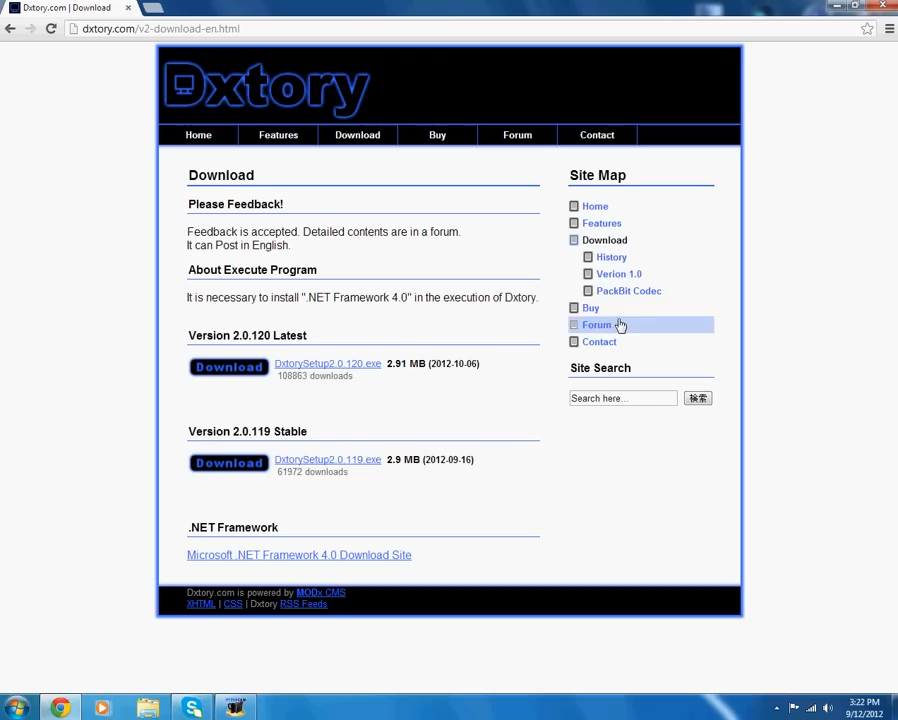 Dxtory.com | Download
dxtory.com/v2-download-en.html
Dxtory
Home Features Download Buy Forum Contact
Download
Please Feedback!
Feedback is accepted. Detailed contents are in a forum.
It can Post in English.
About Execute Program
It is necessary to install ".NET Framework 4.0" in the execution of Dxtory.
Version 2.0.120 Latest
Download DxtorySetup2.0.120.exe 2.91 MB (2012-10-06)
108863 downloads
Version 2.0.119 Stable
Download DxtorySetup2.0.119.exe 2.9 MB (2012-09-16)
61972 downloads
.NET Framework
Microsoft .NET Framework 4.0 Download Site
Site Map
Home
Features
Download
History
Verion 1.0
PackBit Codec
Buy
Forum
Contact
Site Search
Search here... 検索
Dxtory.com is powered by MODx CMS
XHTML | CSS | Dxtory RSS Feeds
3:22 PM
9/12/2012